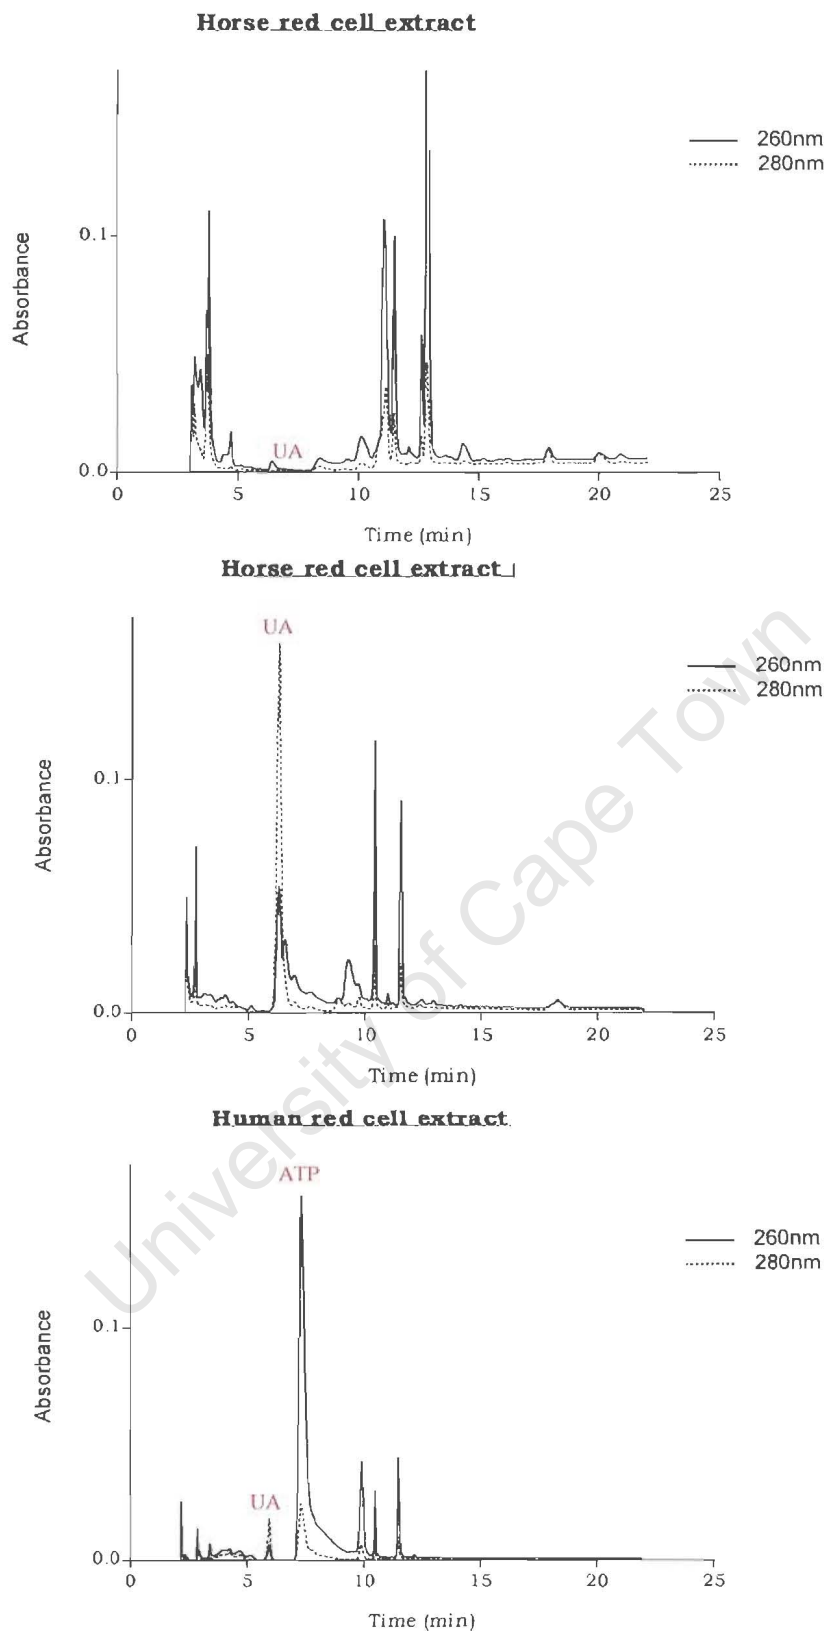 Horse red cell extract
260nm
280nm
Absorbance
0.1
UA
0.0
0 5 10 15 20 25
Time (min)
Horse red cell extract
UA
260nm
280nm
Absorbance
0.1
0.0
0 5 10 15 20 25
Time (min)
Human red cell extract
ATP
260nm
280nm
Absorbance
0.1
UA
0.0
0 5 10 15 20 25
Time (min)
University of Cape Town